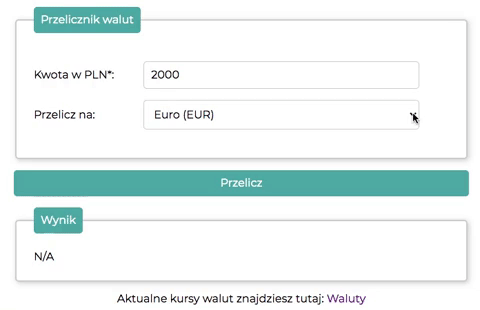 Przelicznik walut
Kwota w PLN*: 2000
Przelicz na: Euro (EUR)
Przelicz
Wynik
N/A
Aktualne kursy walut znajdziesz tutaj: Waluty